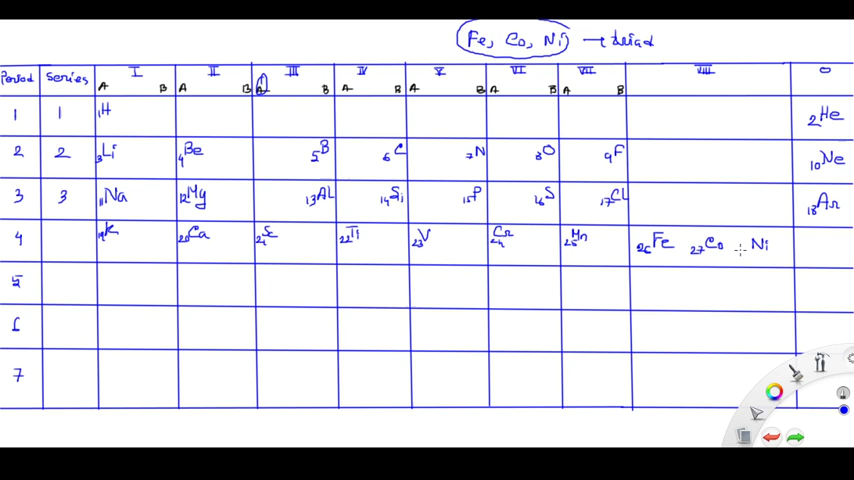 Fe, Co, Ni → triad
Period Series I II III IV V VI VII VIII 0
A B A B A B A B A B A B A B
1 1 1H 2He
2 2 3Li 4Be 5B 6C 7N 8O 9F 10Ne
3 3 11Na 12Mg 13AL 14Si 15P 16S 17CL 18Ar
4 19K 20Ca 21Sc 22Ti 23V 24Cr 25Mn 26Fe 27Co Ni
5
6
7